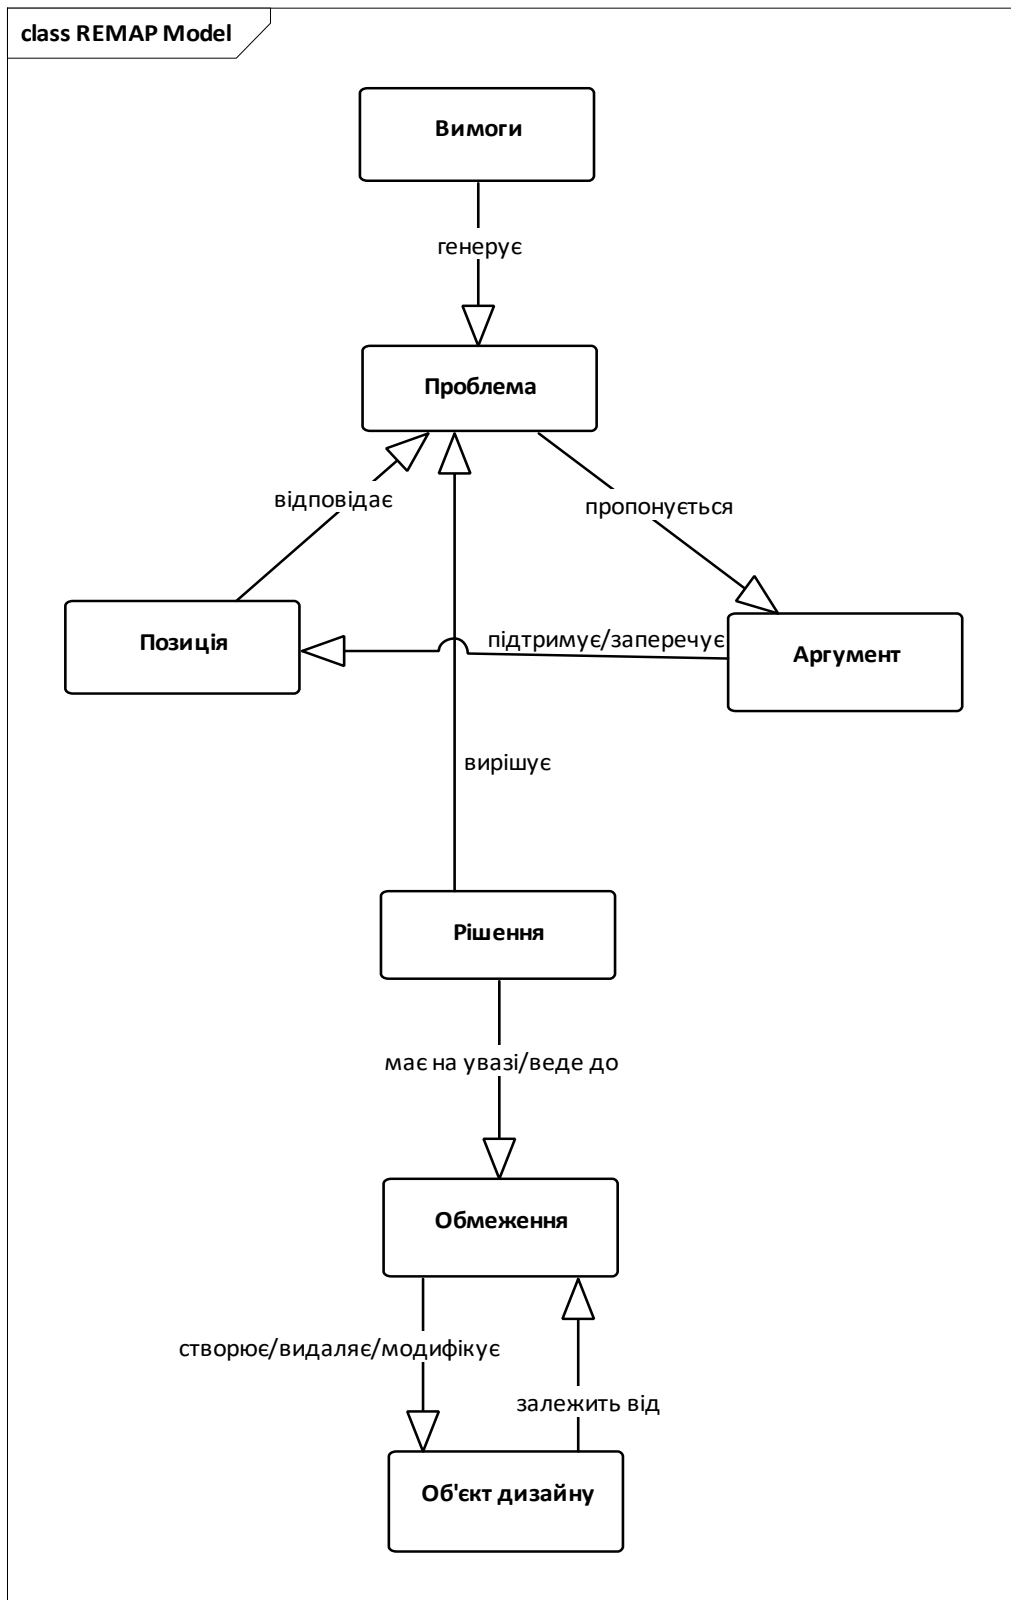 class REMAP Model
Вимоги
генерує
Проблема
відповідає
пропонується
Позиція
підтримує/заперечує
Аргумент
вирішує
Рішення
має на увазі/веде до
Обмеження
створює/видаляє/модифікує
залежить від
Об'єкт дизайну